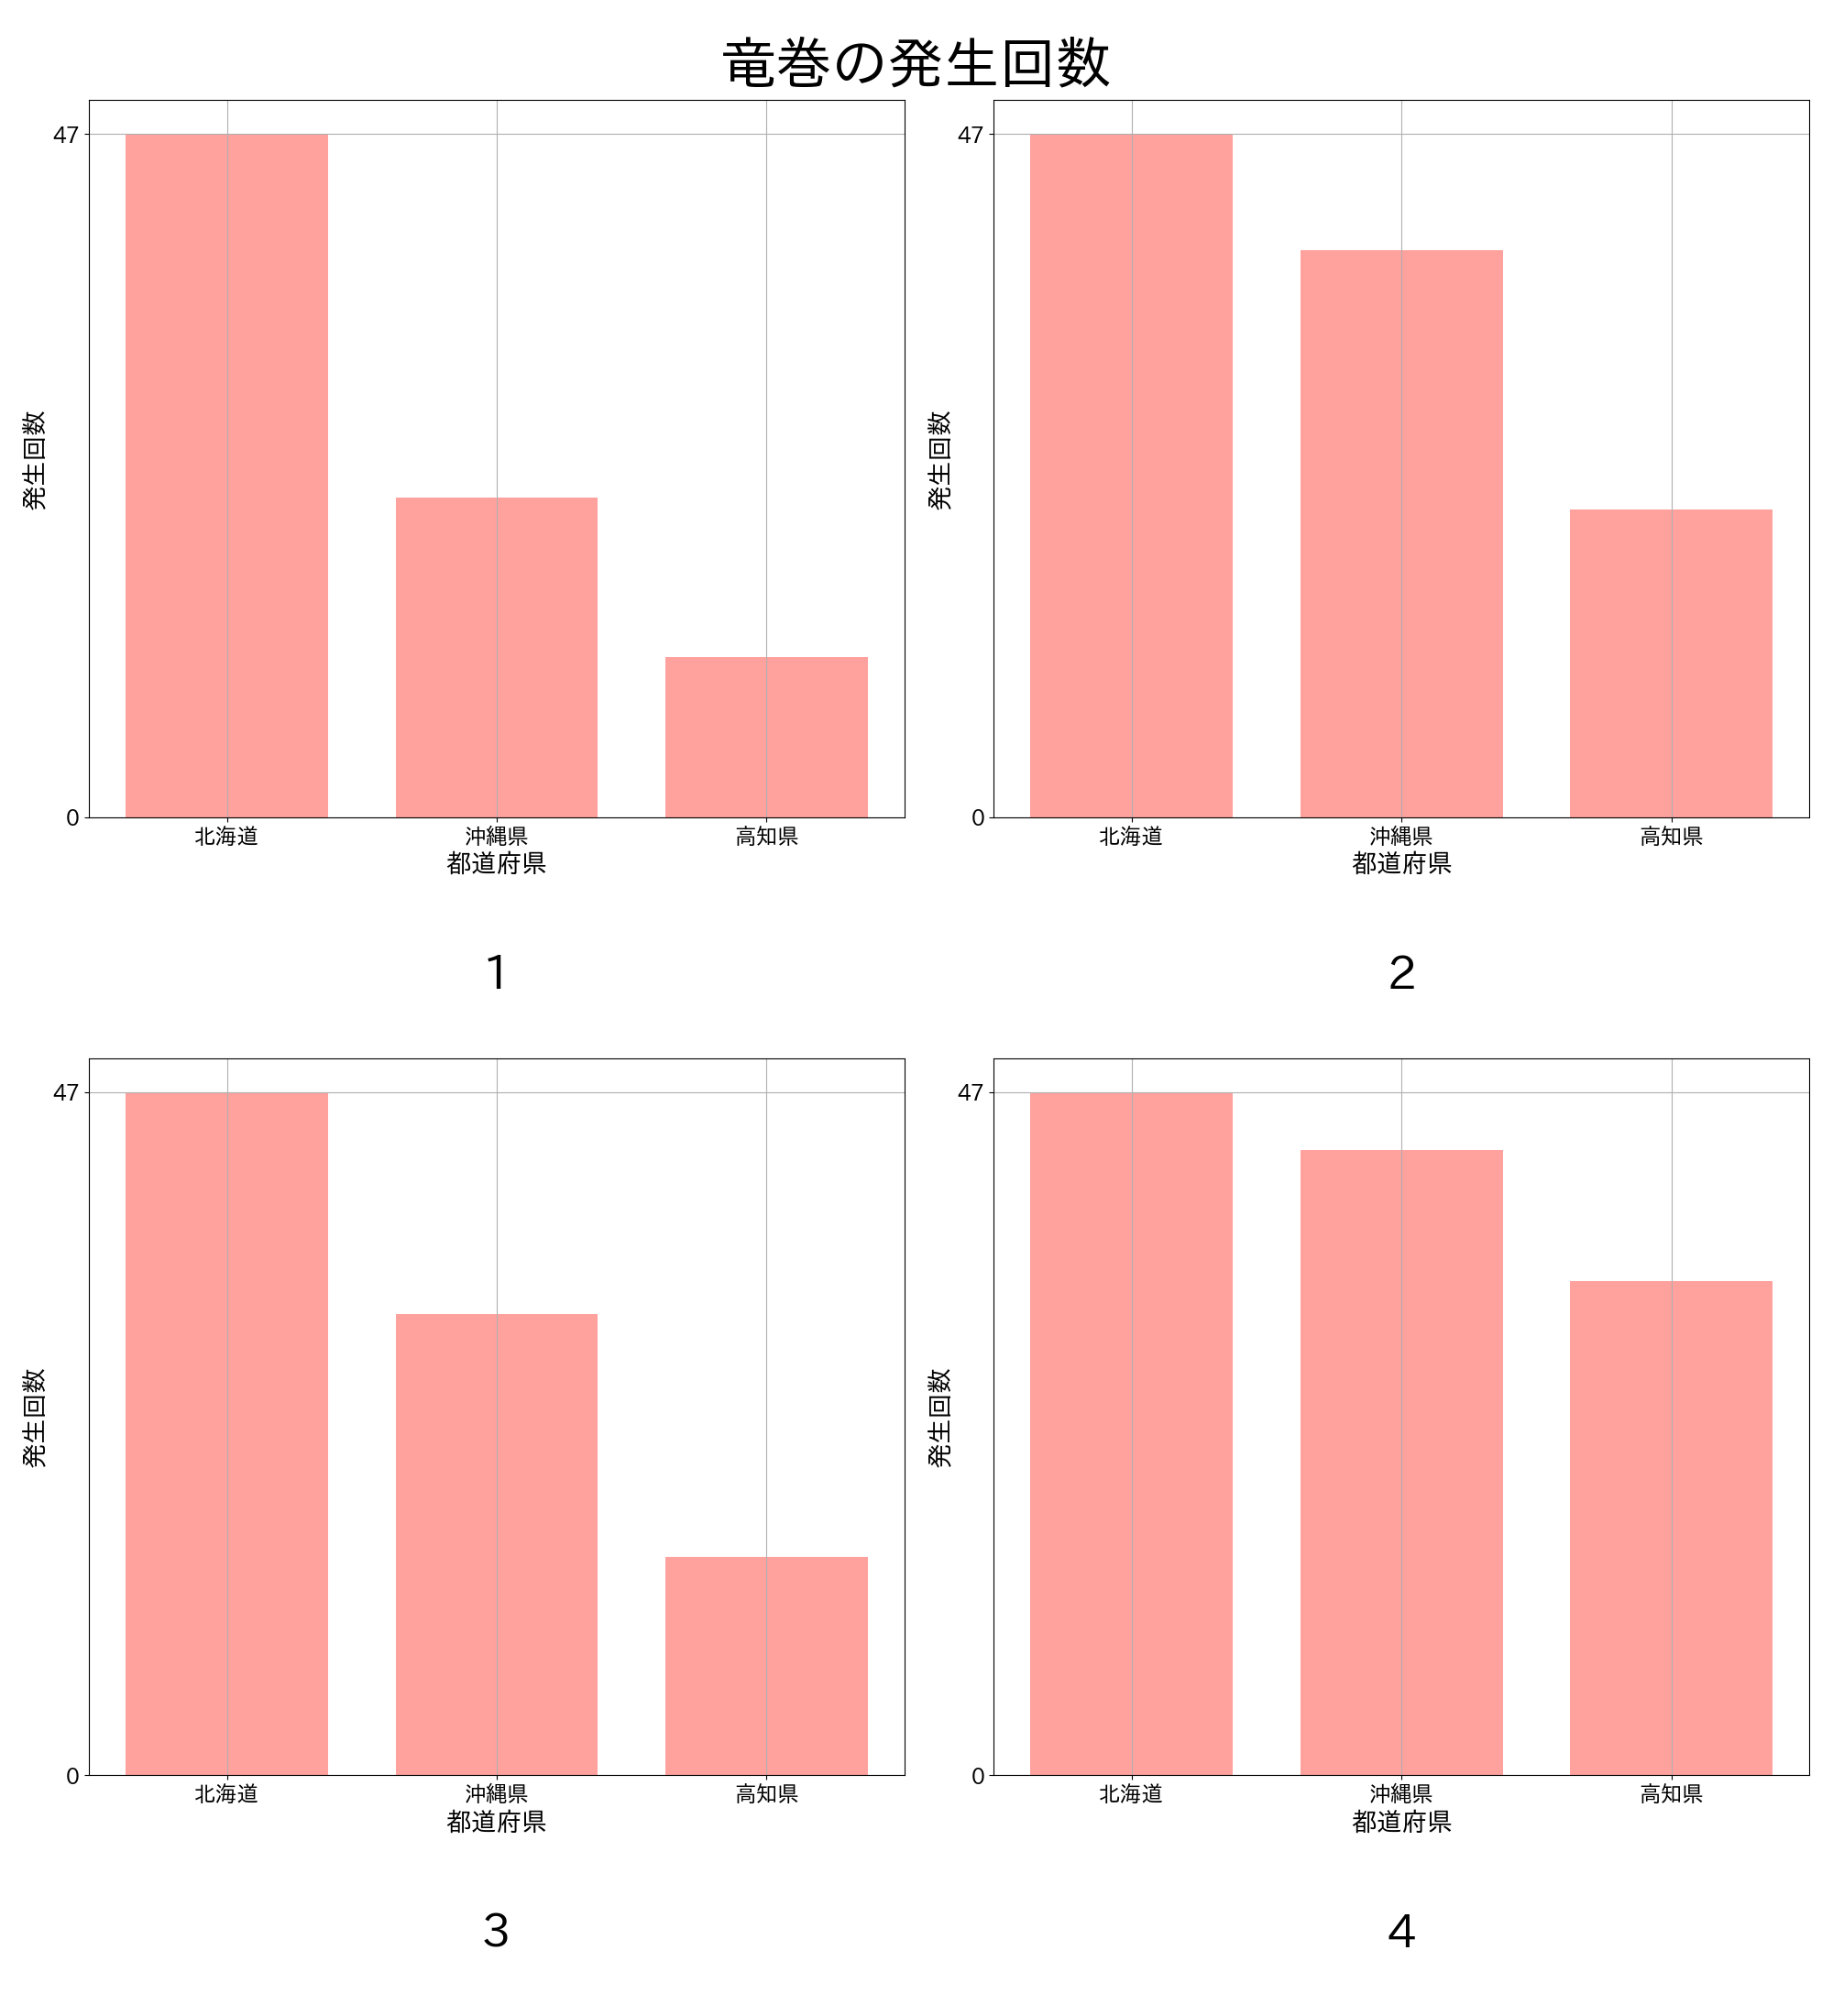 竜巻の発生回数
47
発生回数
0
北海道 沖縄県 高知県
都道府県
1
47
発生回数
0
北海道 沖縄県 高知県
都道府県
2
47
発生回数
0
北海道 沖縄県 高知県
都道府県
3
47
発生回数
0
北海道 沖縄県 高知県
都道府県
4